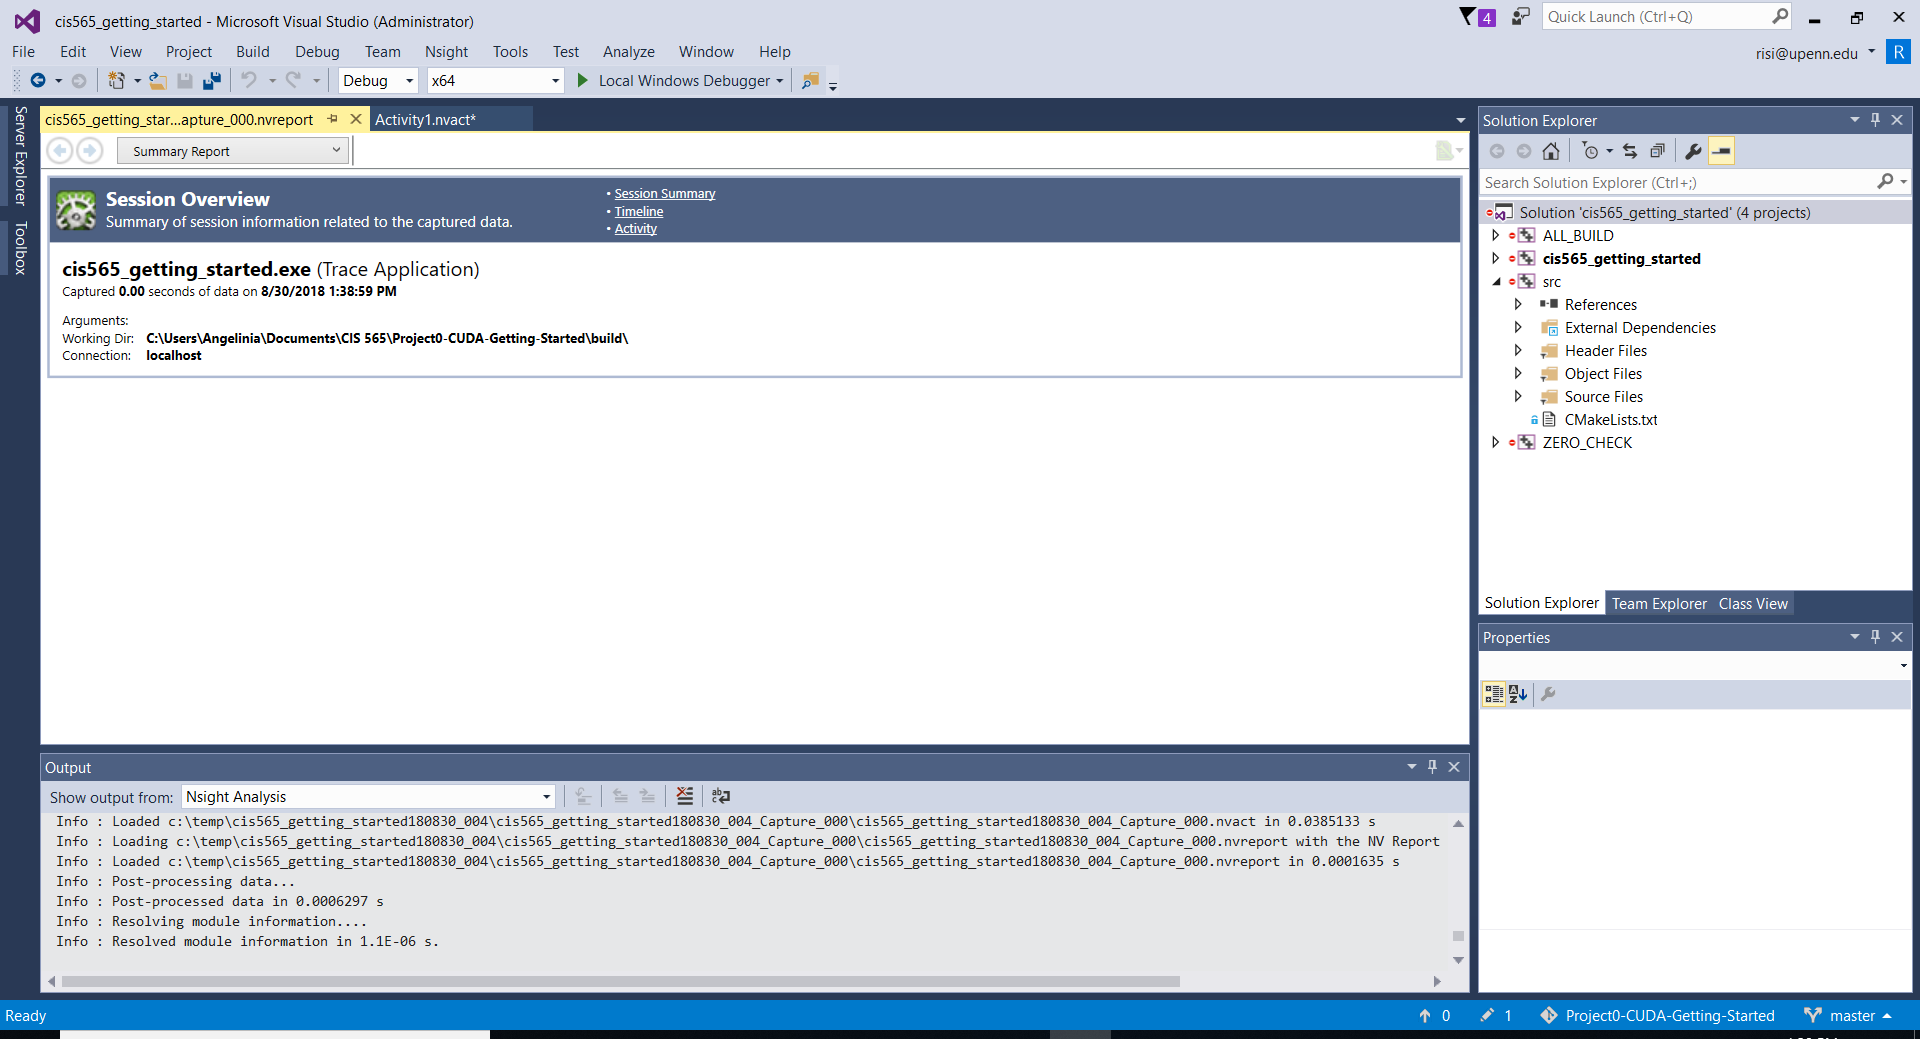 cis565_getting_started - Microsoft Visual Studio (Administrator)
4
Quick Launch (Ctrl+Q)
File Edit View Project Build Debug Team Nsight Tools Test Analyze Window Help
risi@upenn.edu R
Debug x64 Local Windows Debugger
Server Explorer
Toolbox
cis565_getting_star...apture_000.nvreport Activity1.nvact*
Summary Report
Session Overview
Summary of session information related to the captured data.
• Session Summary
• Timeline
• Activity
cis565_getting_started.exe (Trace Application)
Captured 0.00 seconds of data on 8/30/2018 1:38:59 PM
Arguments:
Working Dir: C:\Users\Angelinia\Documents\CIS 565\Project0-CUDA-Getting-Started\build\
Connection: localhost
Solution Explorer
Search Solution Explorer (Ctrl+;)
Solution 'cis565_getting_started' (4 projects)
ALL_BUILD
cis565_getting_started
src
References
External Dependencies
Header Files
Object Files
Source Files
CMakeLists.txt
ZERO_CHECK
Solution Explorer Team Explorer Class View
Properties
Output
Show output from: Nsight Analysis
Info : Loaded c:\temp\cis565_getting_started180830_004\cis565_getting_started180830_004_Capture_000\cis565_getting_started180830_004_Capture_000.nvact in 0.0385133 s
Info : Loading c:\temp\cis565_getting_started180830_004\cis565_getting_started180830_004_Capture_000\cis565_getting_started180830_004_Capture_000.nvreport with the NV Report
Info : Loaded c:\temp\cis565_getting_started180830_004\cis565_getting_started180830_004_Capture_000\cis565_getting_started180830_004_Capture_000.nvreport in 0.0001635 s
Info : Post-processing data...
Info : Post-processed data in 0.0006297 s
Info : Resolving module information....
Info : Resolved module information in 1.1E-06 s.
Ready
0 1 Project0-CUDA-Getting-Started master